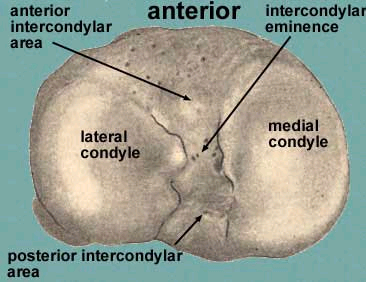 anterior
intercondylar
area
anterior
intercondylar
eminence
lateral
condyle
medial
condyle
posterior intercondylar
area